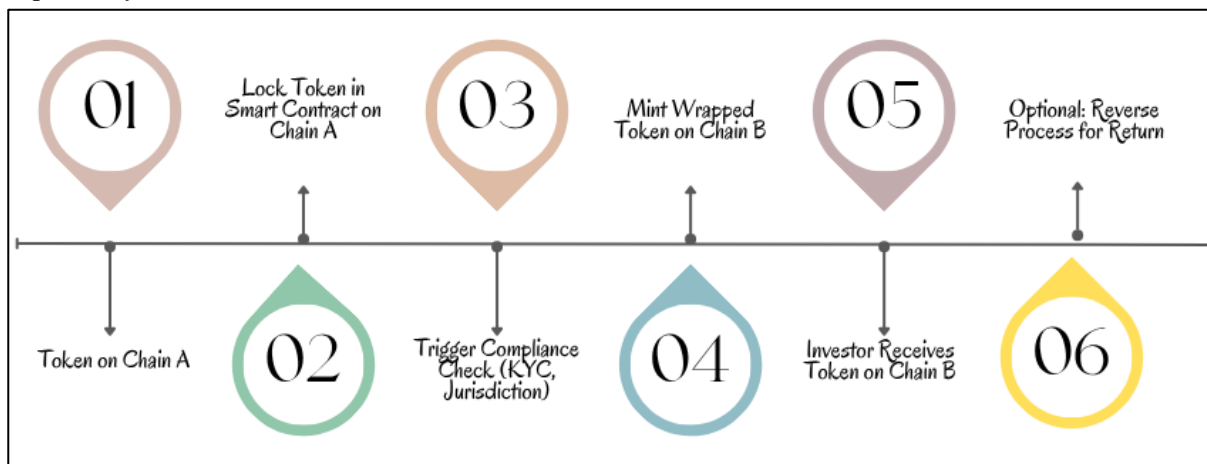 01
Token on Chain A
Lock Token in
Smart Contract on
Chain A
02
03
Trigger Compliance
Check (KYC,
Jurisdiction)
Mint Wrapped
Token on Chain B
04
05
Investor Receives
Token on Chain B
Optional: Reverse
Process for Return
06